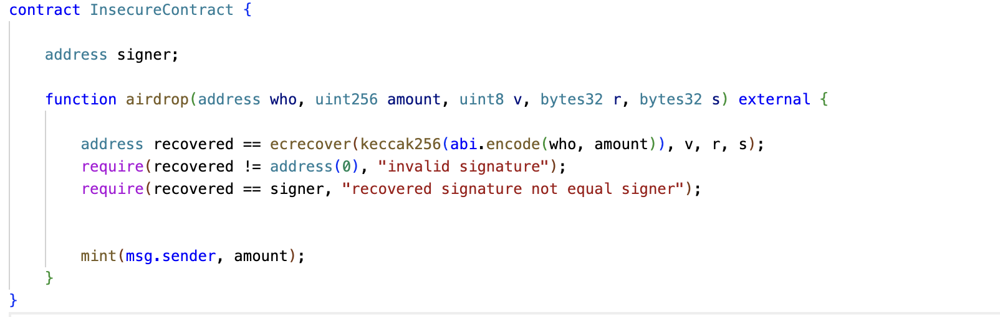 contract InsecureContract {
address signer;
function airdrop(address who, uint256 amount, uint8 v, bytes32 r, bytes32 s) external {
address recovered == ecrecover(keccak256(abi.encode(who, amount)), v, r, s);
require(recovered != address(0), "invalid signature");
require(recovered == signer, "recovered signature not equal signer");
mint(msg.sender, amount);
}
}